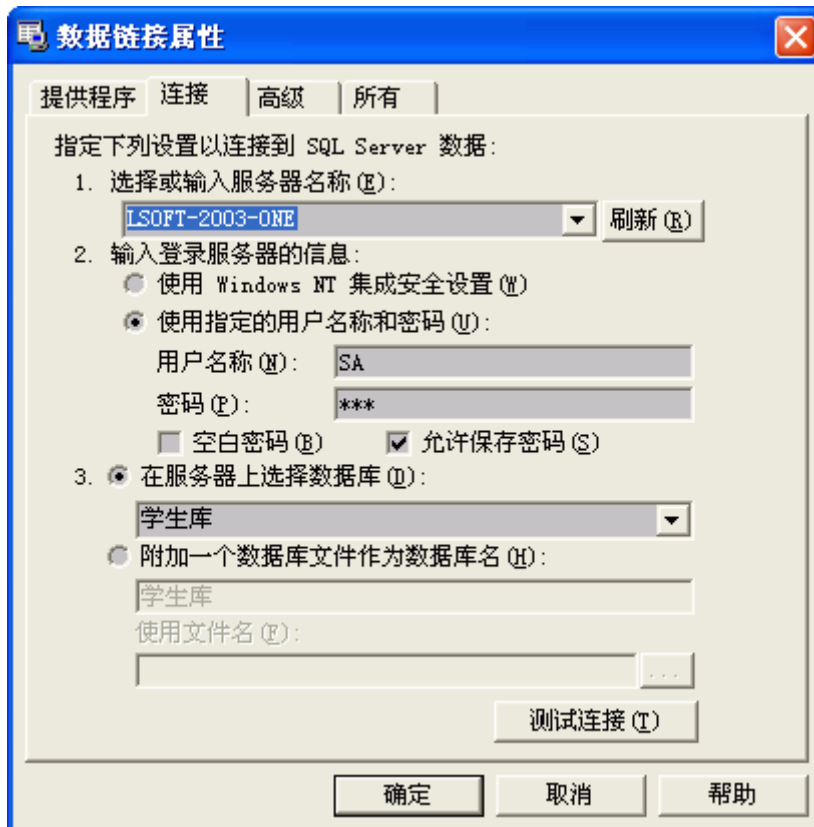 数据链接属性
提供程序 连接 高级 所有
指定下列设置以连接到 SQL Server 数据:
1. 选择或输入服务器名称(E):
LSOFT-2003-ONE 刷新(R)
2. 输入登录服务器的信息:
使用 Windows NT 集成安全设置(W)
使用指定的用户名称和密码(U):
用户名称(N): SA
密码(P): ***
空白密码(B) 允许保存密码(S)
3. 在服务器上选择数据库(D):
学生库
附加一个数据库文件作为数据库名(H):
学生库
使用文件名(F):
...
测试连接(T)
确定 取消 帮助